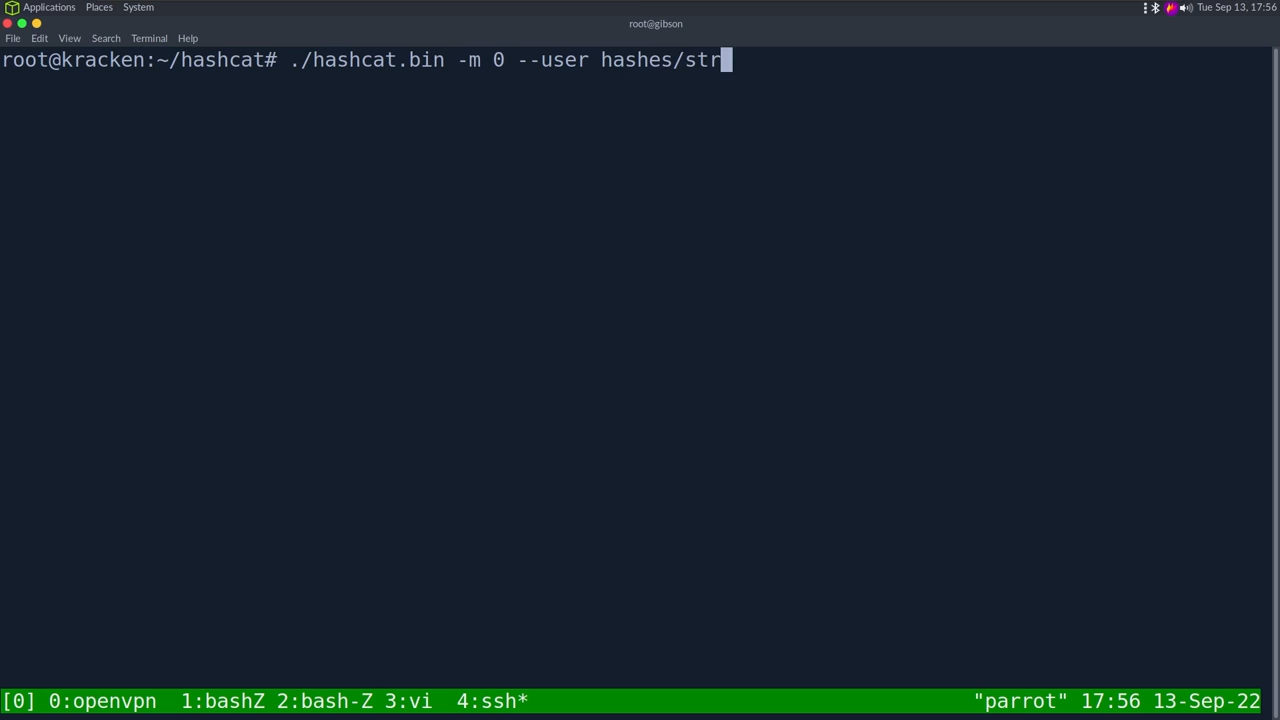 Applications Places System Tue Sep 13, 17:56
root@gibson
File Edit View Search Terminal Help
root@kracken:~/hashcat# ./hashcat.bin -m 0 --user hashes/str
[0] 0:openvpn  1:bashZ 2:bash-Z 3:vi  4:ssh* "parrot" 17:56 13-Sep-22